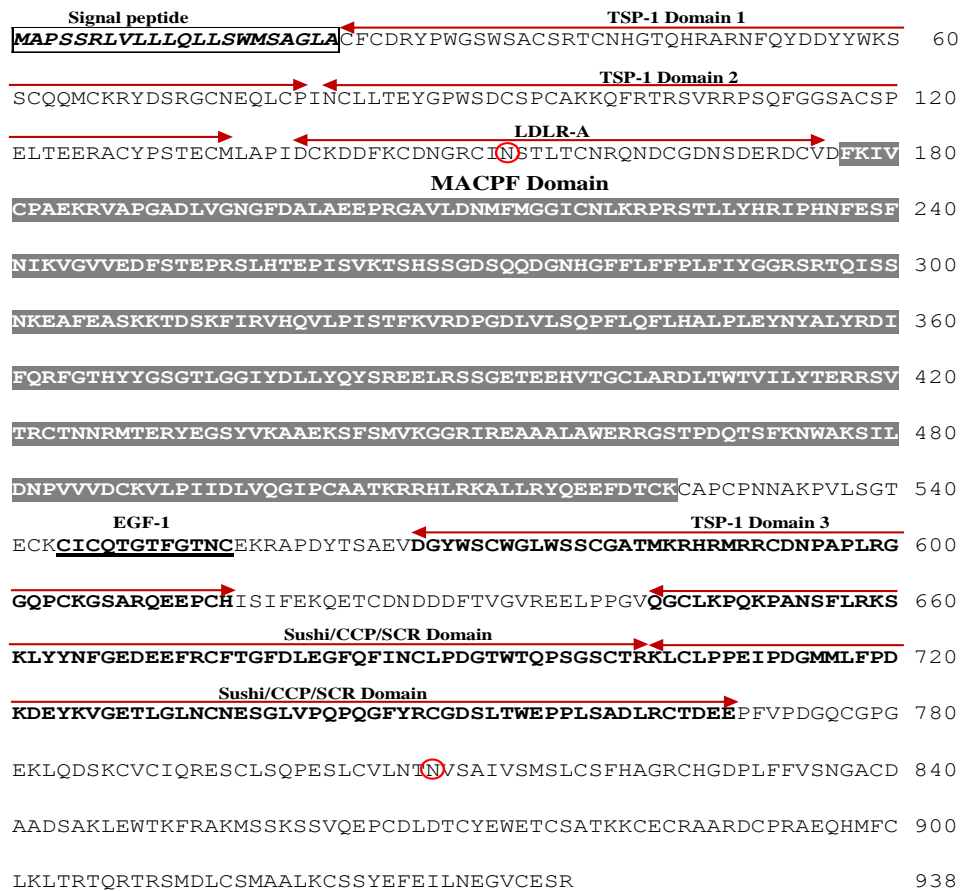 Signal peptide TSP-1 Domain 1
MAPSSRLVLLLQLLSWMSAGLACFCDRYPWGSWSACSRTCNHGTQHRARNFQYDDYYWKS 60
TSP-1 Domain 2
SCQQMCKRYDSRGCNEQLCPINCLLTEYGPWSDCSPCAKKQFRTRSVRRPSQFGGSACSP 120
LDLR-A
ELTEERACYPSTECMLAPIDCKDDFKCDNGRCINSTLTCNRQNDCGDNSDERDCVDFKIV 180
MACPF Domain
CPAEKRVAPGADLVGNGFDALAEEPRGAVLDNMFMGGICNLKRPRSTLLYHRIPHNFESF 240
NIKVGVVEDFSTEPRSLHTEPISVKTSHSSGDSQQDGNHGFFLFFPLFIYGGRSRTQISS 300
NKEAFEASKKTDSKFIRVHQVLPISTFKVRDPGDLVLSQPFLQFLHALPLEYNYALYRDI 360
FQRFGTHYYGSGTLGGIYDLLYQYSREELRSSGETEEHVTGCLARDLTWTVILYTERRSV 420
TRCTNNRMTERYEGSYVKAAEKSFSMVKGGRIREAAALAWERRGSTPDQTSFKNWAKSIL 480
DNPVVVDCKVLPIIDLVQGIPCAATKRRHLRKALLRYQEEFDTCKCAPCPNNAKPVLSGT 540
EGF-1 TSP-1 Domain 3
ECKCICQTGTFGTNCEKRAPDYTSAEVDGYWSCWGLWSSCGATMKRHRMRRCDNPAPLRG 600
GQPCKGSARQEEPCHISIFEKQETCDNDDDFTVGVREELPPGVQGCLKPQKPANSFLRKS 660
Sushi/CCP/SCR Domain
KLYYNFGEDEEFRCFTGFDLEGFQFINCLPDGTWTQPSGSCTRKLCLPPEIPDGMMLFPD 720
Sushi/CCP/SCR Domain
KDEYKVGETLGLNCNESGLVPQPQGFYRCGDSLTWEPPLSADLRCTDEEPFVPDGQCGPG 780
EKLQDSKCVCIQRESCLSQPESLCVLNTNVSAIVSMSLCSFHAGRCHGDPLFFVSNGACD 840
AADSAKLEWTKFRAKMSSKSSVQEPCDLDTCYEWETCSATKKCECRAARDCPRAEQHMFC 900
LKLTRTQRTRSMDLCSMAALKCSSYEFEILNEGVCESR 938